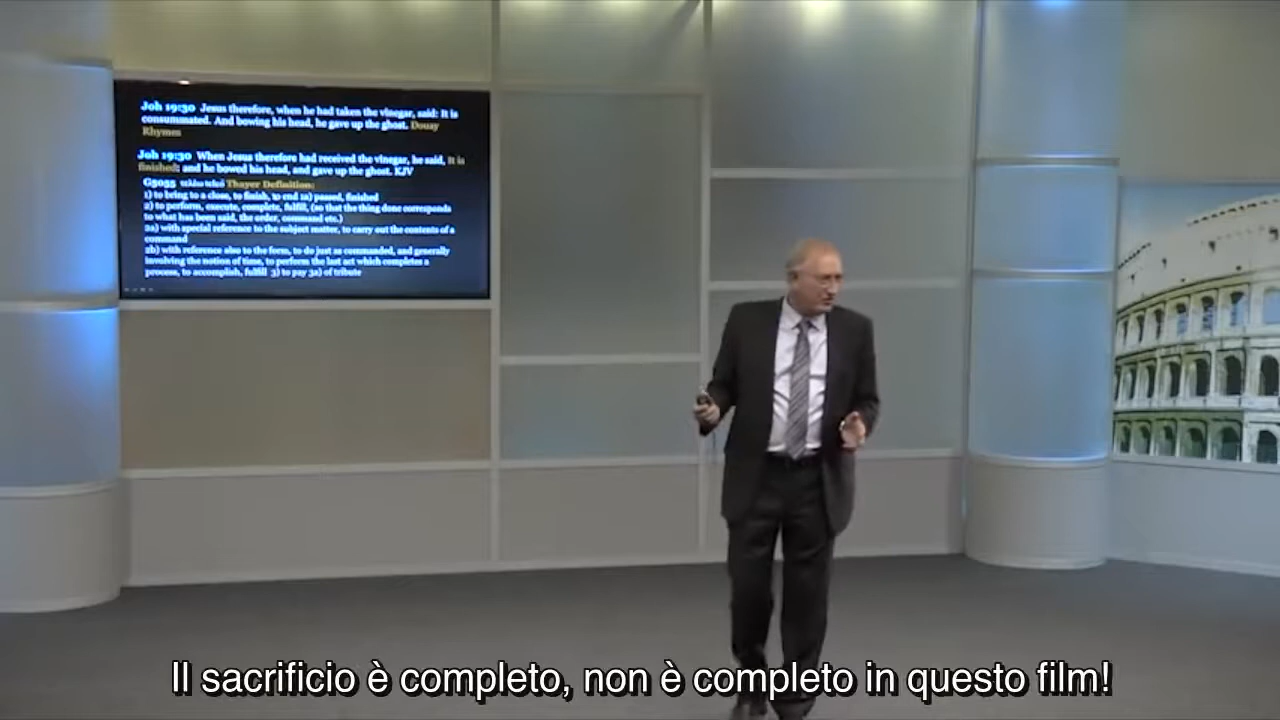 Joh 19:30 Jesus therefore, when he had taken the vinegar, said: It is
consummated. And bowing his head, he gave up the ghost. Douay
Rhymes
Joh 19:30 When Jesus therefore had received the vinegar, he said, It is
finished: and he bowed his head, and gave up the ghost. KJV
G5055 teleō Thayer Definition:
1) to bring to a close, to finish, to end 1a) passed, finished
2) to perform, execute, complete, fulfill, (so that the thing done corresponds
to what has been said, the order, command etc.)
2a) with special reference to the subject matter, to carry out the contents of a
command
2b) with reference also to the form, to do just as commanded, and generally
involving the notion of time, to perform the last act which completes a
process, to accomplish, fulfill 3) to pay 3a) of tribute
Il sacrificio è completo, non è completo in questo film!